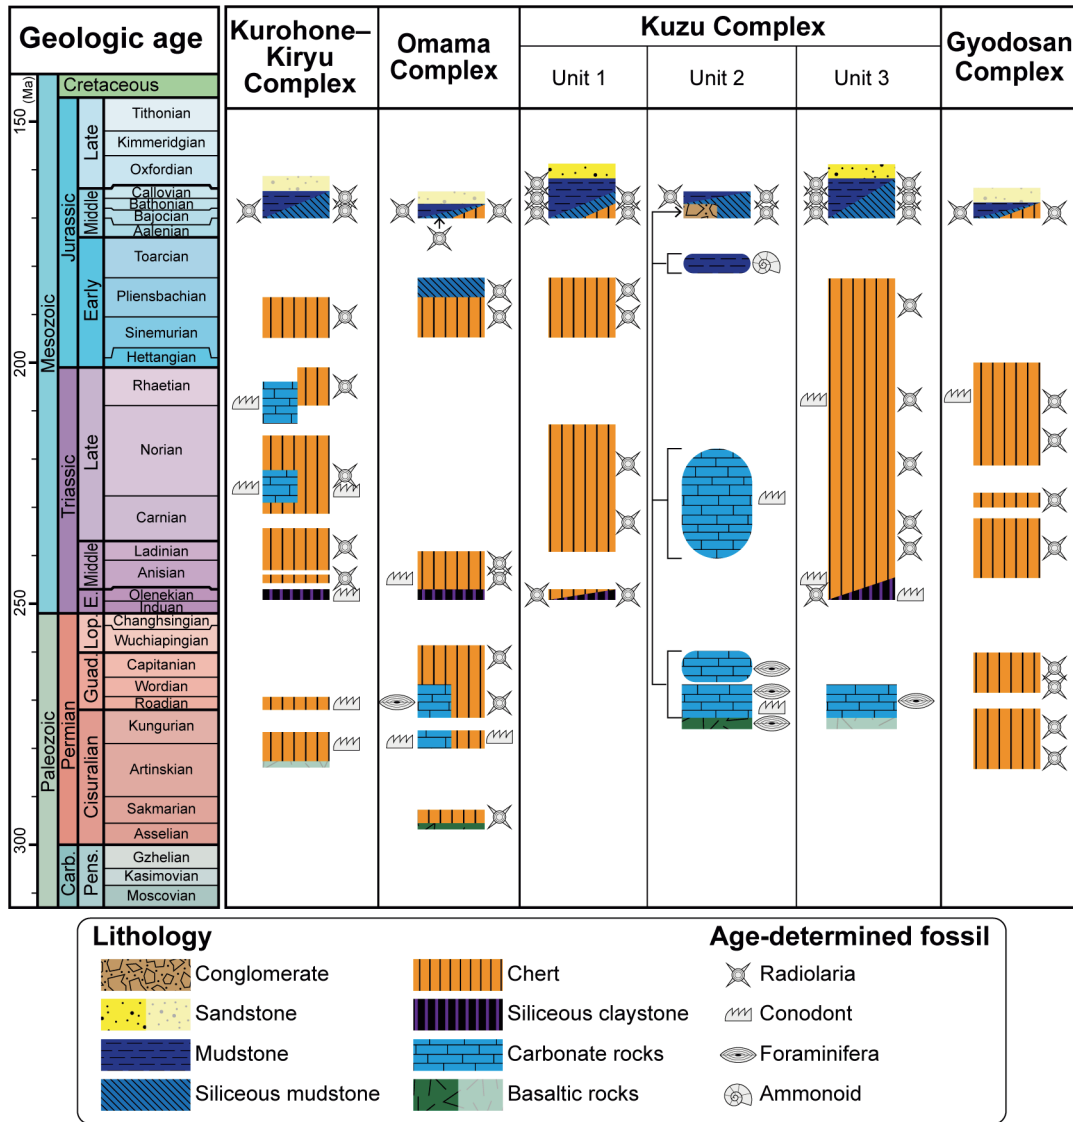 Geologic age
Kurohone–
Kiryu
Complex
Omama
Complex
Kuzu Complex
Unit 1
Unit 2
Unit 3
Gyodosan
Complex
(Ma)
150
200
250
300
Mesozoic
Paleozoic
Jurassic
Triassic
Permian
Carb.
Cretaceous
Late
Middle
Early
Late
Middle
E.
Lop.
Guad.
Cisuralian
Pens.
Tithonian
Kimmeridgian
Oxfordian
Callovian
Bathonian
Bajocian
Aalenian
Toarcian
Pliensbachian
Sinemurian
Hettangian
Rhaetian
Norian
Carnian
Ladinian
Anisian
Olenekian
Induan
Changhsingian
Wuchiapingian
Capitanian
Wordian
Roadian
Kungurian
Artinskian
Sakmarian
Asselian
Gzhelian
Kasimovian
Moscovian
Lithology
Conglomerate
Sandstone
Mudstone
Siliceous mudstone
Chert
Siliceous claystone
Carbonate rocks
Basaltic rocks
Age-determined fossil
Radiolaria
Conodont
Foraminifera
Ammonoid